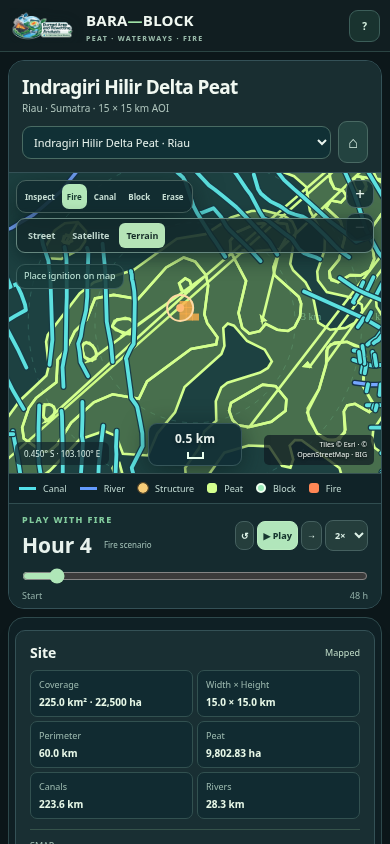 BARA—BLOCK
PEAT · WATERWAYS · FIRE
?
Indragiri Hilir Delta Peat
Riau · Sumatra · 15 × 15 km AOI
Indragiri Hilir Delta Peat · Riau
Inspect Fire Canal Block Erase
+
Street Satellite Terrain
Place ignition on map
3 km
0.450° S · 103.100° E
0.5 km
Tiles © Esri · ©
OpenStreetMap · BIG
Canal River Structure Peat Block Fire
PLAY WITH FIRE
Hour 4 Fire scenario
↺ ▶ Play → 2×
Start 48 h
Site Mapped
Coverage
225.0 km² · 22,500 ha
Width × Height
15.0 × 15.0 km
Perimeter
60.0 km
Peat
9,802.83 ha
Canals
223.6 km
Rivers
28.3 km